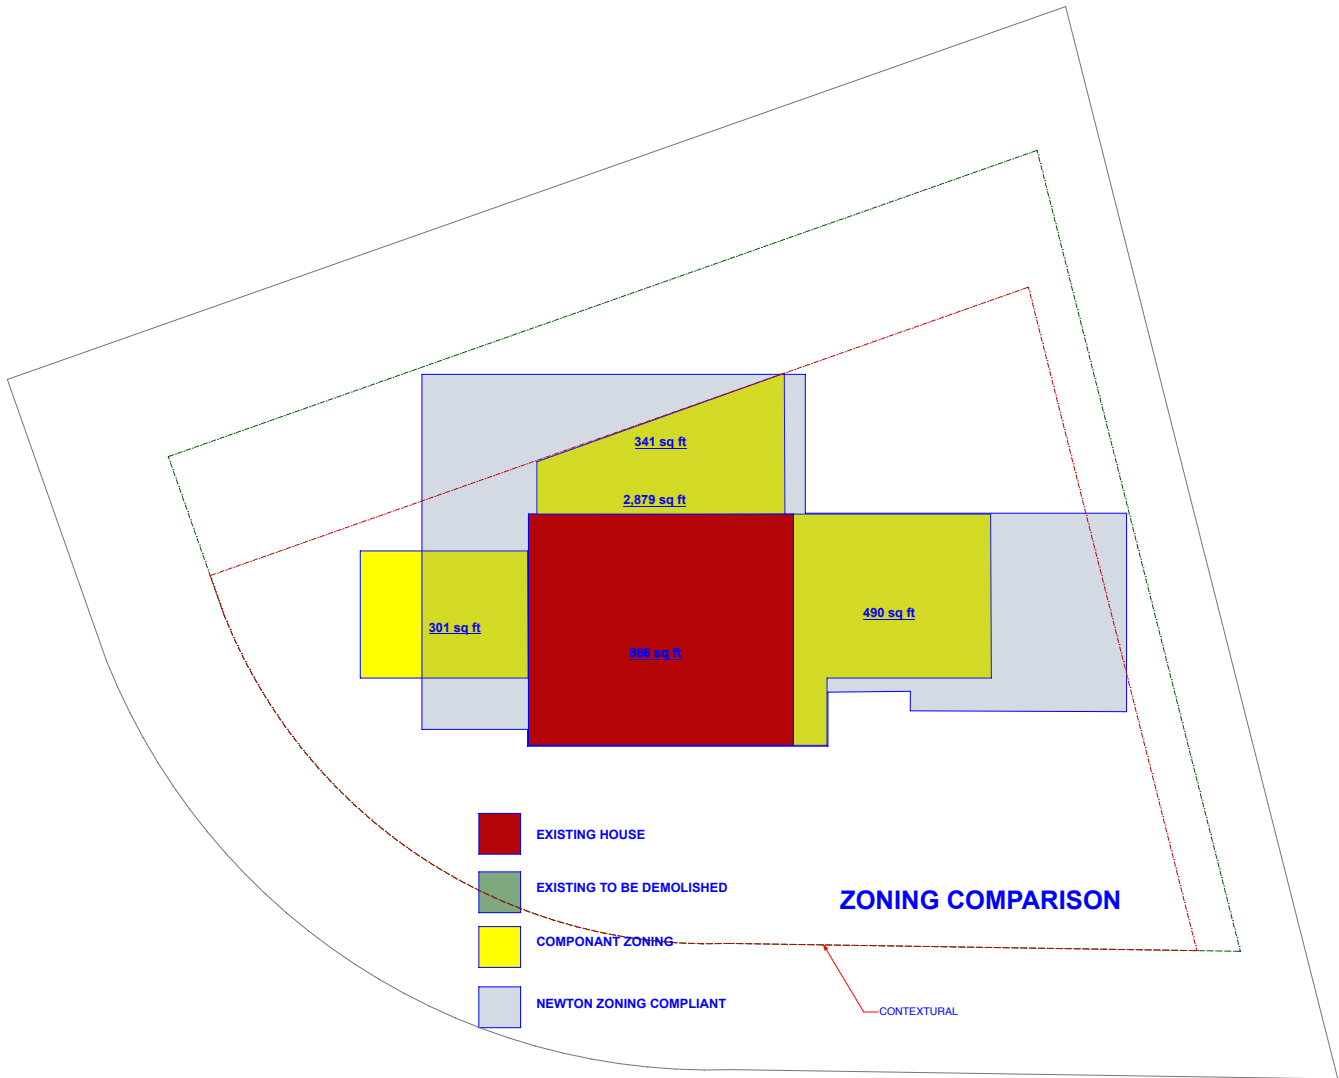 341 sq ft
2,879 sq ft
490 sq ft
301 sq ft
866 sq ft
EXISTING HOUSE
EXISTING TO BE DEMOLISHED
ZONING COMPARISON
COMPONANT ZONING
NEWTON ZONING COMPLIANT
CONTEXTURAL